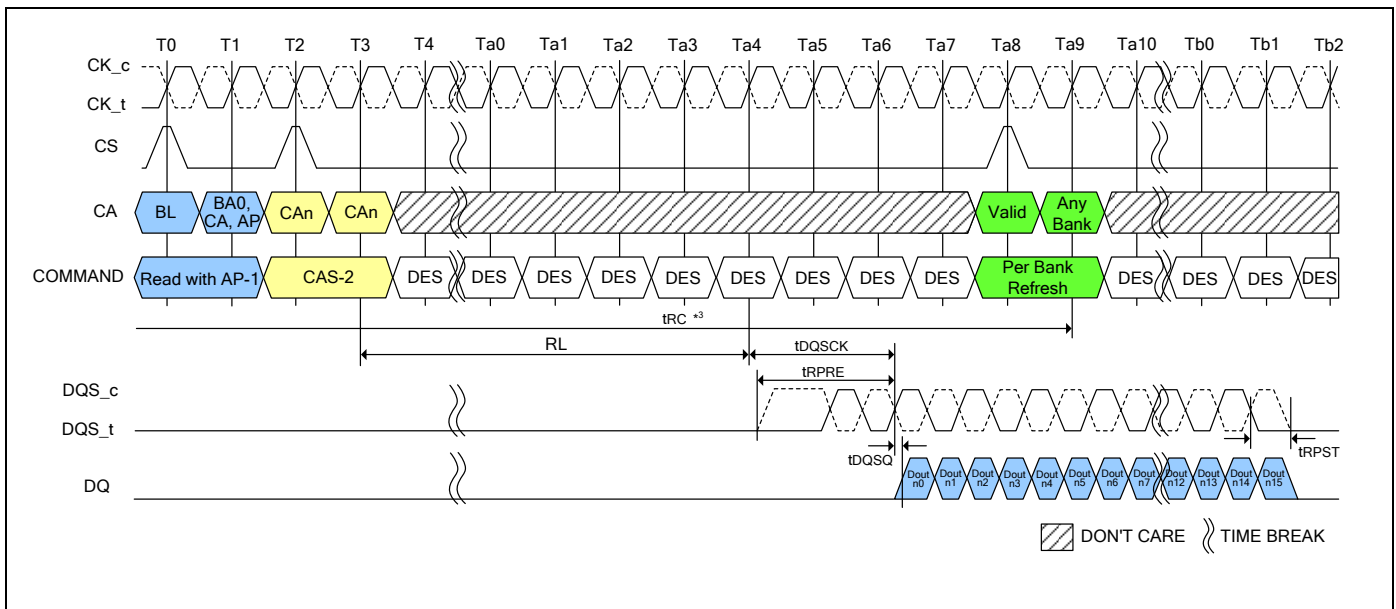 T0 T1 T2 T3 T4 Ta0 Ta1 Ta2 Ta3 Ta4 Ta5 Ta6 Ta7 Ta8 Ta9 Ta10 Tb0 Tb1 Tb2
CK_c
CK_t
CS
CA BL BA0, CA, AP CAn CAn Valid Any Bank
COMMAND Read with AP-1 CAS-2 DES DES DES DES DES DES DES DES DES Per Bank Refresh DES DES DES DES
tRC *3
RL tDQSCK
tRPRE
DQS_c
DQS_t
tDQSQ tRPST
DQ Dout n0 Dout n1 Dout n2 Dout n3 Dout n4 Dout n5 Dout n6 Dout n7 Dout n12 Dout n13 Dout n14 Dout n15
DON'T CARE TIME BREAK